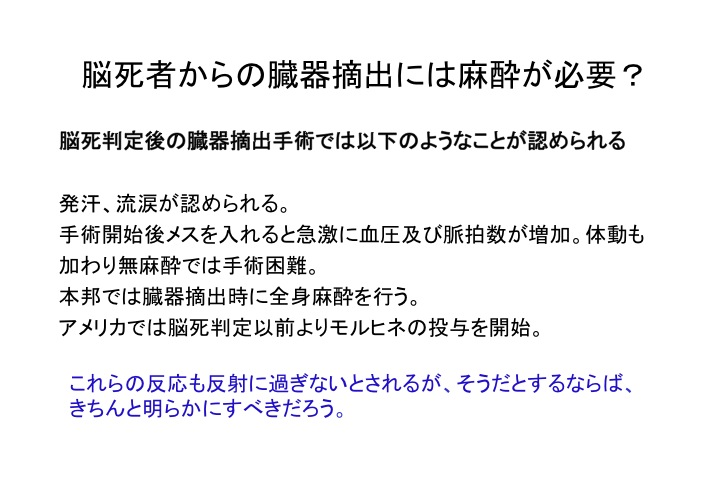 脳死者からの臓器摘出には麻酔が必要？
脳死判定後の臓器摘出手術では以下のようなことが認められる
発汗、流涙が認められる。
手術開始後メスを入れると急激に血圧及び脈拍数が増加。体動も
加わり無麻酔では手術困難。
本邦では臓器摘出時に全身麻酔を行う。
アメリカでは脳死判定以前よりモルヒネの投与を開始。
これらの反応も反射に過ぎないとされるが、そうだとするならば、
きちんと明らかにすべきだろう。